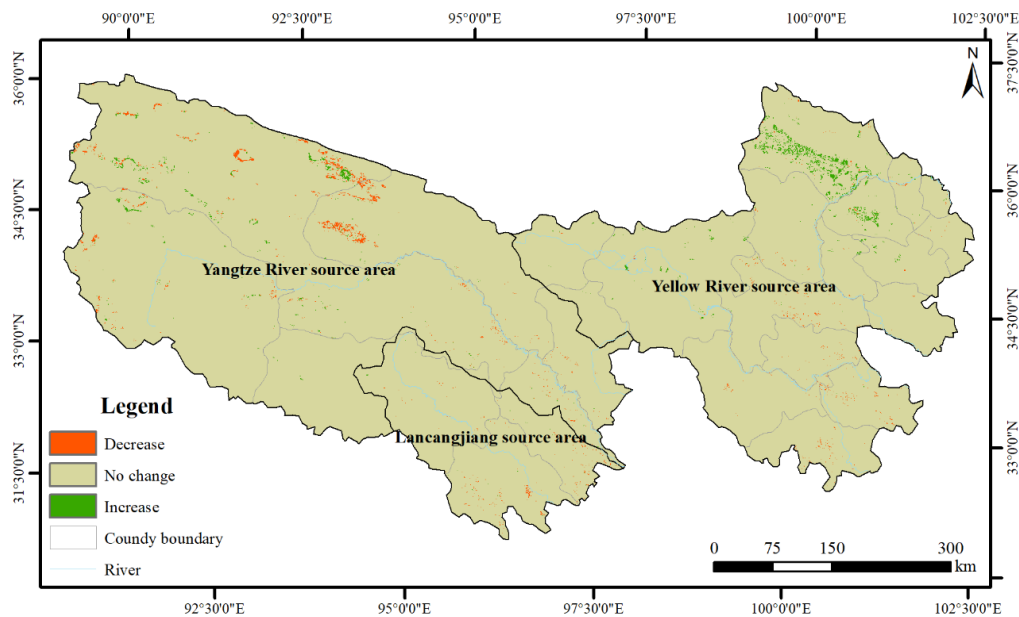 90°0'0"E 92°30'0"E 95°0'0"E 97°30'0"E 100°0'0"E 102°30'0"E
N
36°0'0"N
34°30'0"N
33°0'0"N
31°30'0"N
37°30'0"N
36°0'0"N
34°30'0"N
33°0'0"N
Yangtze River source area
Yellow River source area
Lancangjiang source area
Legend
Decrease
No change
Increase
Coundy boundary
River
0 75 150 300
km
92°30'0"E 95°0'0"E 97°30'0"E 100°0'0"E 102°30'0"E